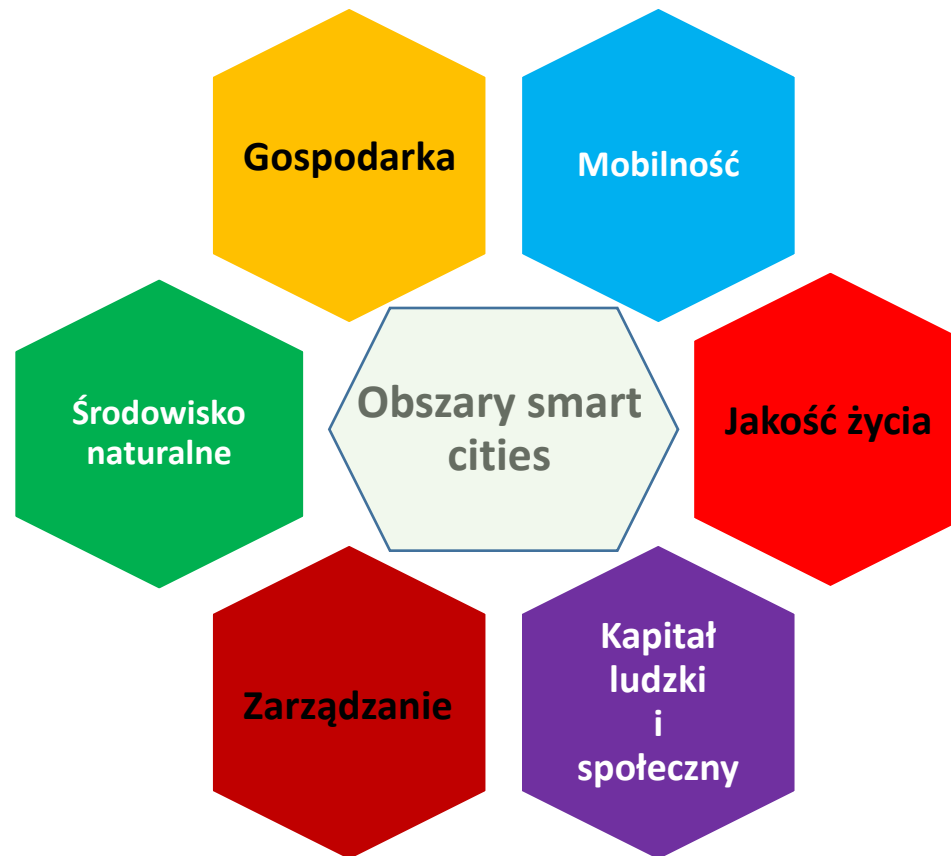 Gospodarka
Mobilność
Środowisko
naturalne
Obszary smart
cities
Jakość życia
Zarządzanie
Kapitał
ludzki
i
społeczny